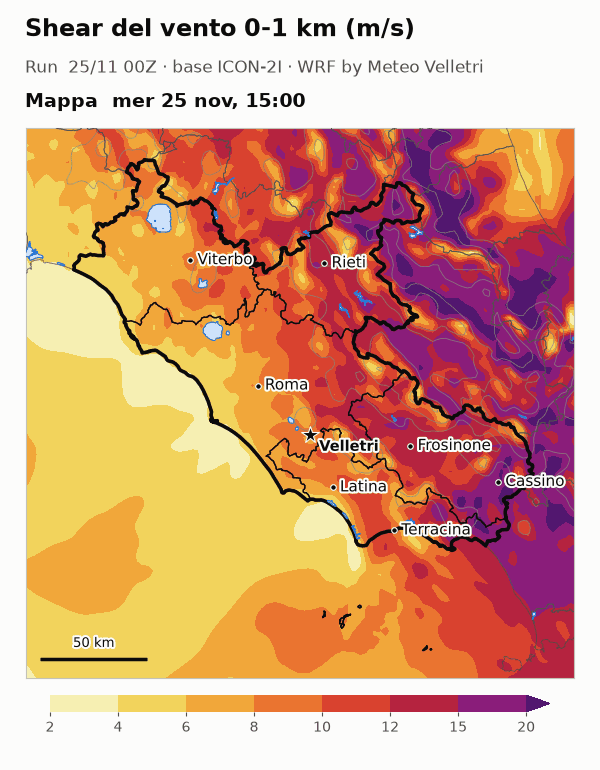 Shear del vento 0-1 km (m/s)
Run  25/11 00Z · base ICON-2I · WRF by Meteo Velletri
Mappa  mer 25 nov, 15:00
Viterbo
Rieti
Roma
Velletri
Frosinone
Cassino
Latina
Terracina
50 km
2 4 6 8 10 12 15 20